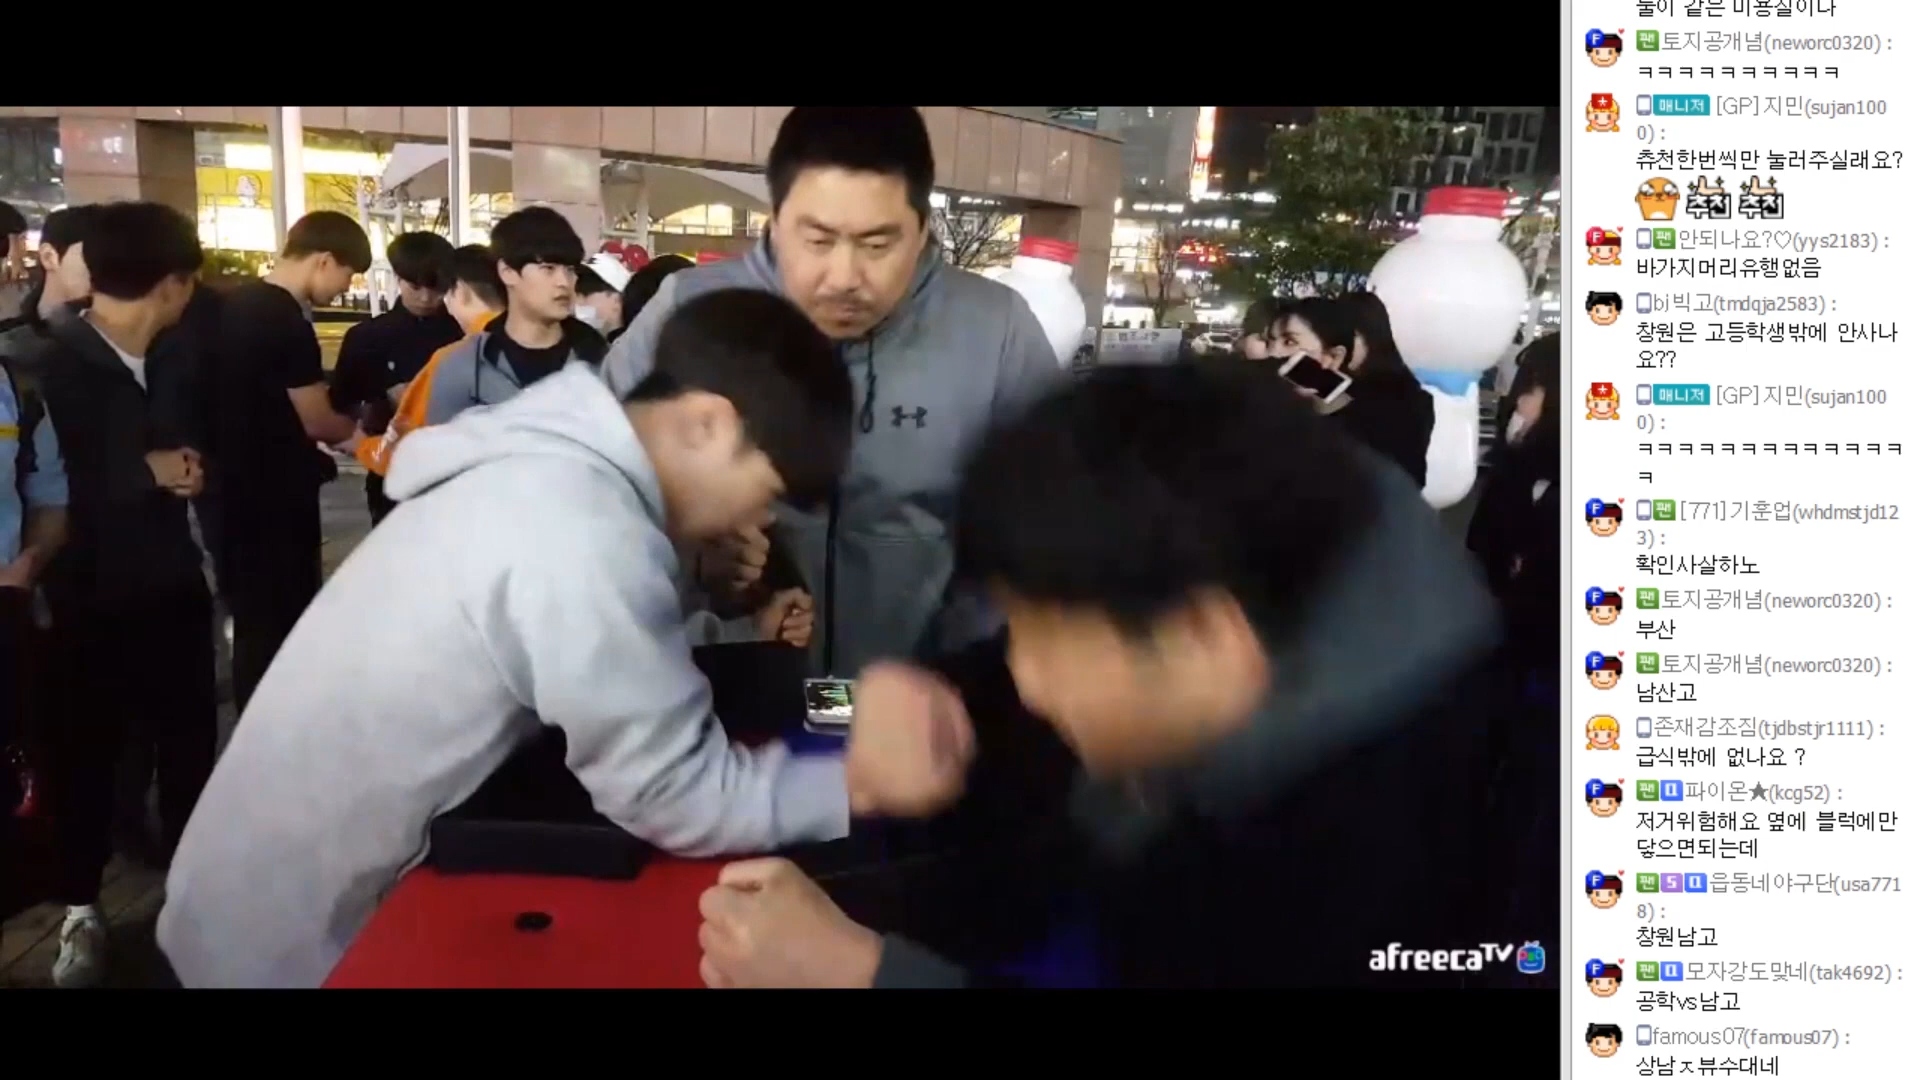 둘이 같은 미용실이다
팬 토지공개념(neworc0320) :
ㅋㅋㅋㅋㅋㅋㅋㅋㅋㅋ
매니저 [GP]지민(sujan100
0) :
츄천한번씩만 눌러주실래요?
추천 추천
팬 안되나요?♡(yys2183) :
바가지머리유행없음
bj빅고(tmdqja2583) :
창원은 고등학생밖에 안사나
요??
매니저 [GP]지민(sujan100
0) :
ㅋㅋㅋㅋㅋㅋㅋㅋㅋㅋㅋㅋㅋ
ㅋ
팬 [771]기훈업(whdmstjd12
3) :
확인사살하노
팬 토지공개념(neworc0320) :
부산
팬 토지공개념(neworc0320) :
남산고
존재감조짐(tjdbstjr1111) :
급식밖에 없나요 ?
팬 Q 파이온★(kcg52) :
저거위험해요 옆에 블럭에만
닿으면되는데
팬 S Q 읍동네야구단(usa771
8) :
창원남고
팬 Q 모자강도맞네(tak4692) :
공학vs남고
famous07(famous07) :
상남ㅈ뷰수대네
afreecaTV